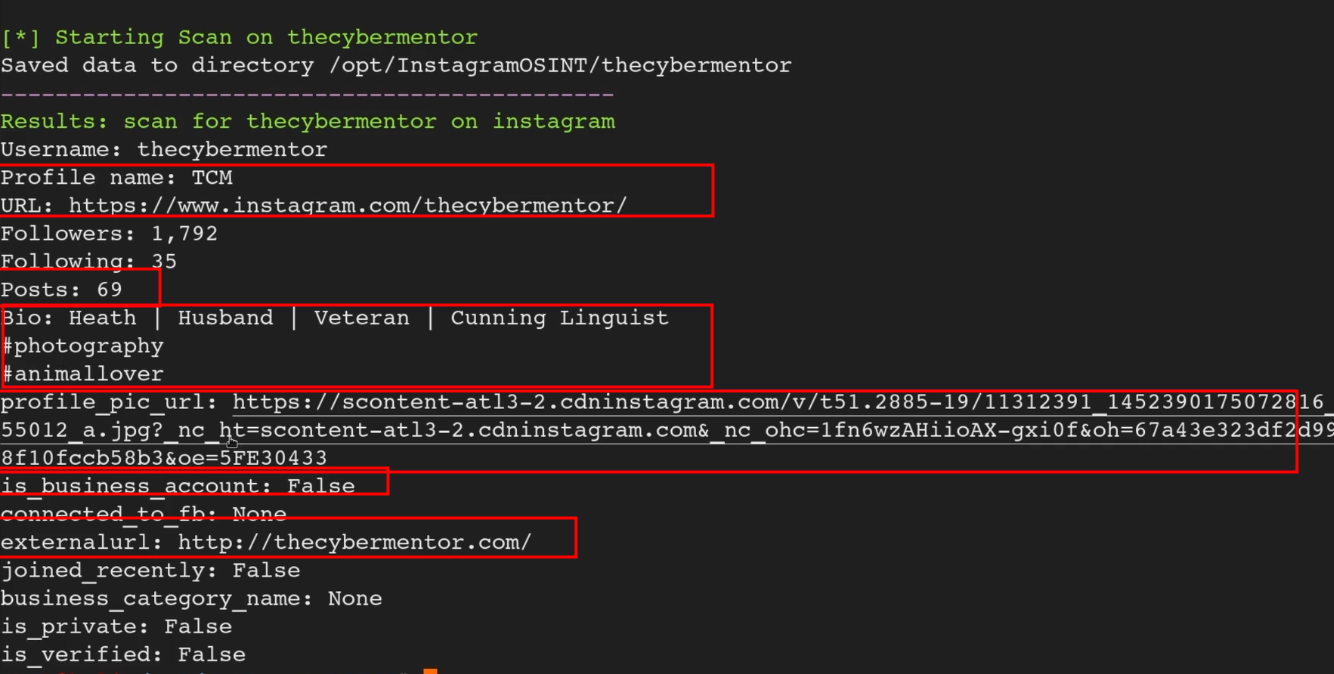 [*] Starting Scan on thecybermentor
Saved data to directory /opt/InstagramOSINT/thecybermentor
---------------------------------------------
Results: scan for thecybermentor on instagram
Username: thecybermentor
Profile name: TCM
URL: https://www.instagram.com/thecybermentor/
Followers: 1,792
Following: 35
Posts: 69
Bio: Heath | Husband | Veteran | Cunning Linguist
#photography
#animallover
profile_pic_url: https://scontent-atl3-2.cdninstagram.com/v/t51.2885-19/11312391_1452390175072816_
55012_a.jpg?_nc_ht=scontent-atl3-2.cdninstagram.com&_nc_ohc=1fn6wzAHiioAX-gxi0f&oh=67a43e323df2d99
8f10fccb58b3&oe=5FE30433
is_business_account: False
connected_to_fb: None
externalurl: http://thecybermentor.com/
joined_recently: False
business_category_name: None
is_private: False
is_verified: False